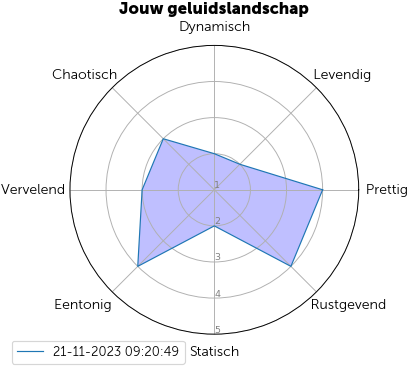 Jouw geluidslandschap
Dynamisch
Chaotisch
Levendig
Vervelend
1
Prettig
2
3
Eentonig
4
Rustgevend
5
21-11-2023 09:20:49
Statisch